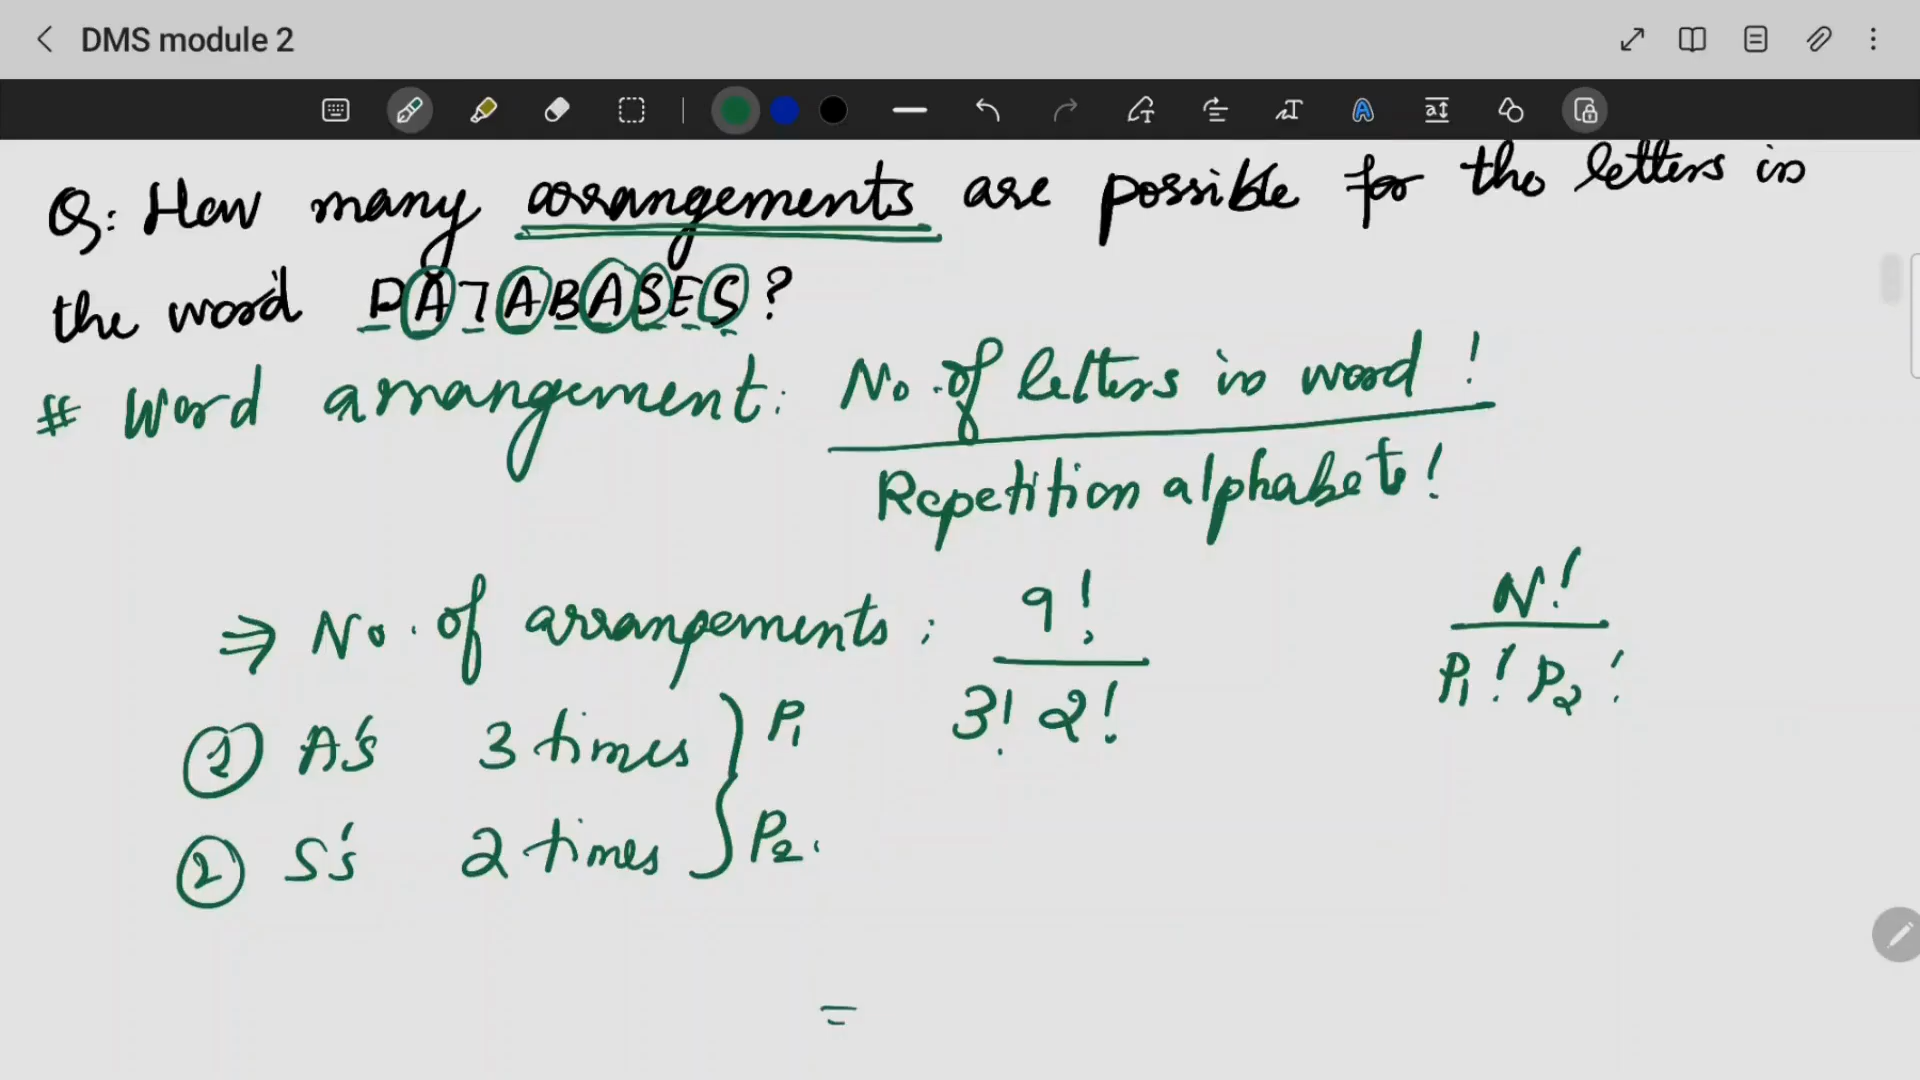 DMS module 2
Q: How many arrangements are possible for the letters in
the word DATABASES?
# Word arrangement: No. of letters in word !
Repetition alphabet!
⇒ No. of arrangements : 9!
3! 2!
N!
P₁! P₂!
① A's 3 times } P₁
② S's 2 times } P₂.
=